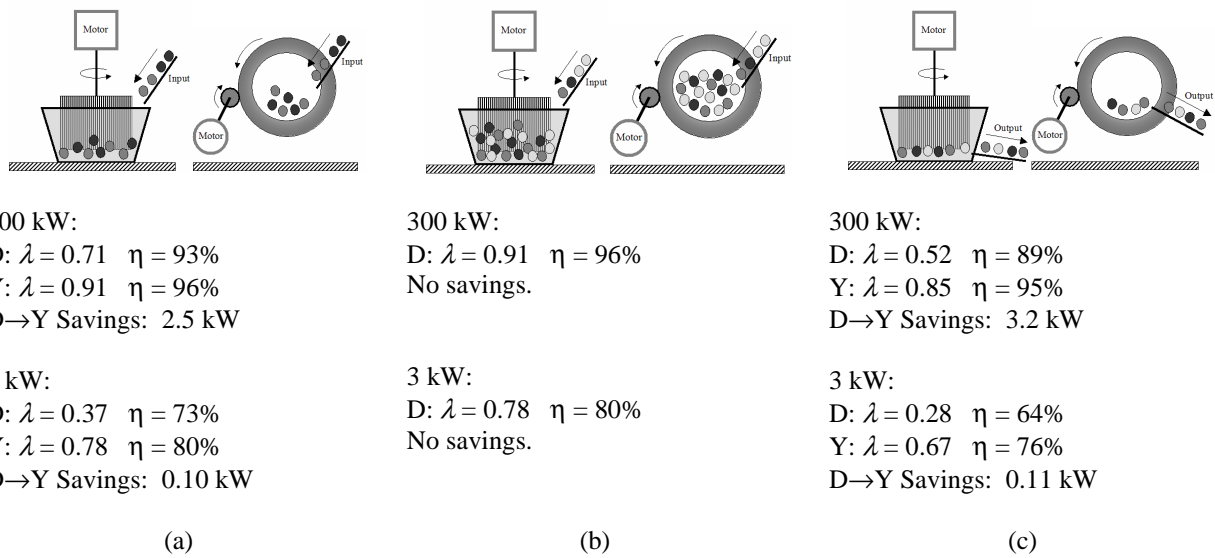 Motor
Input
Input
Motor
Motor
Input
Input
Motor
Motor
Output
Output
Motor
00 kW:
D: λ = 0.71 η = 93%
Y: λ = 0.91 η = 96%
D→Y Savings: 2.5 kW
kW:
D: λ = 0.37 η = 73%
Y: λ = 0.78 η = 80%
D→Y Savings: 0.10 kW
(a)
300 kW:
D: λ = 0.91 η = 96%
No savings.
3 kW:
D: λ = 0.78 η = 80%
No savings.
(b)
300 kW:
D: λ = 0.52 η = 89%
Y: λ = 0.85 η = 95%
D→Y Savings: 3.2 kW
3 kW:
D: λ = 0.28 η = 64%
Y: λ = 0.67 η = 76%
D→Y Savings: 0.11 kW
(c)